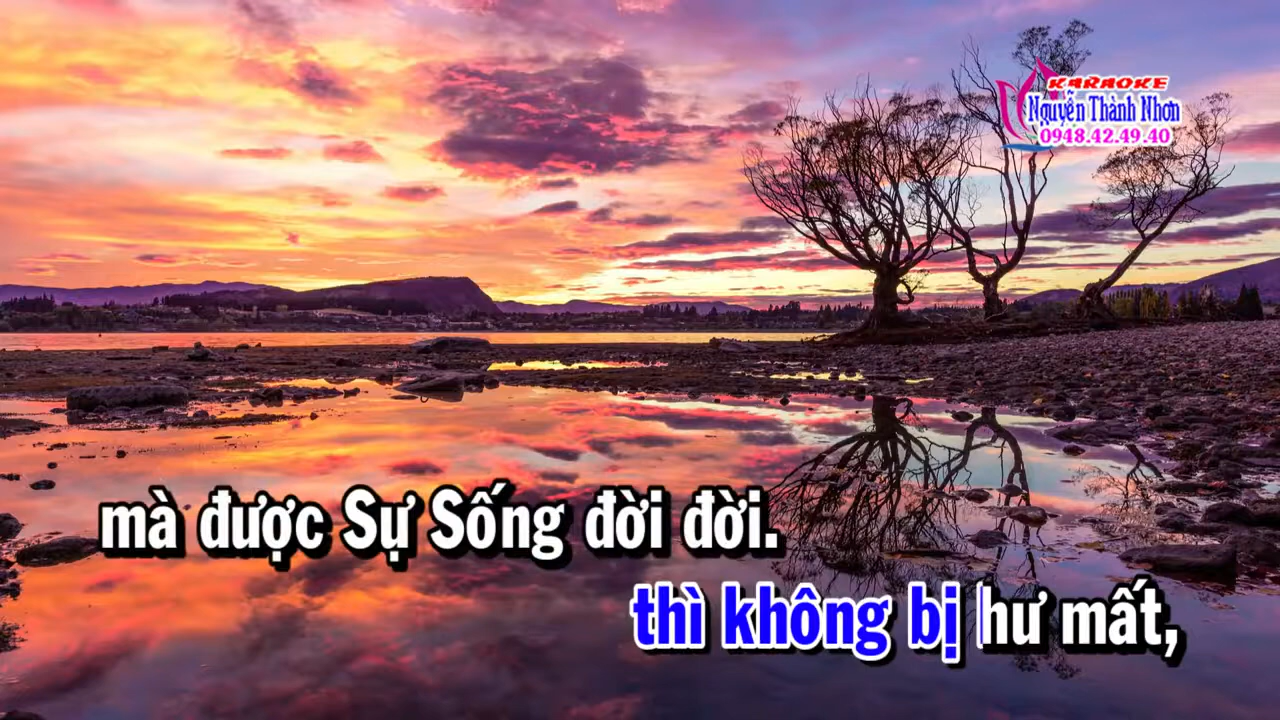 KARAOKE
Nguyễn Thành Nhơn
0948.42.49.40
mà được Sự Sống đời đời.
thì không bị hư mất,